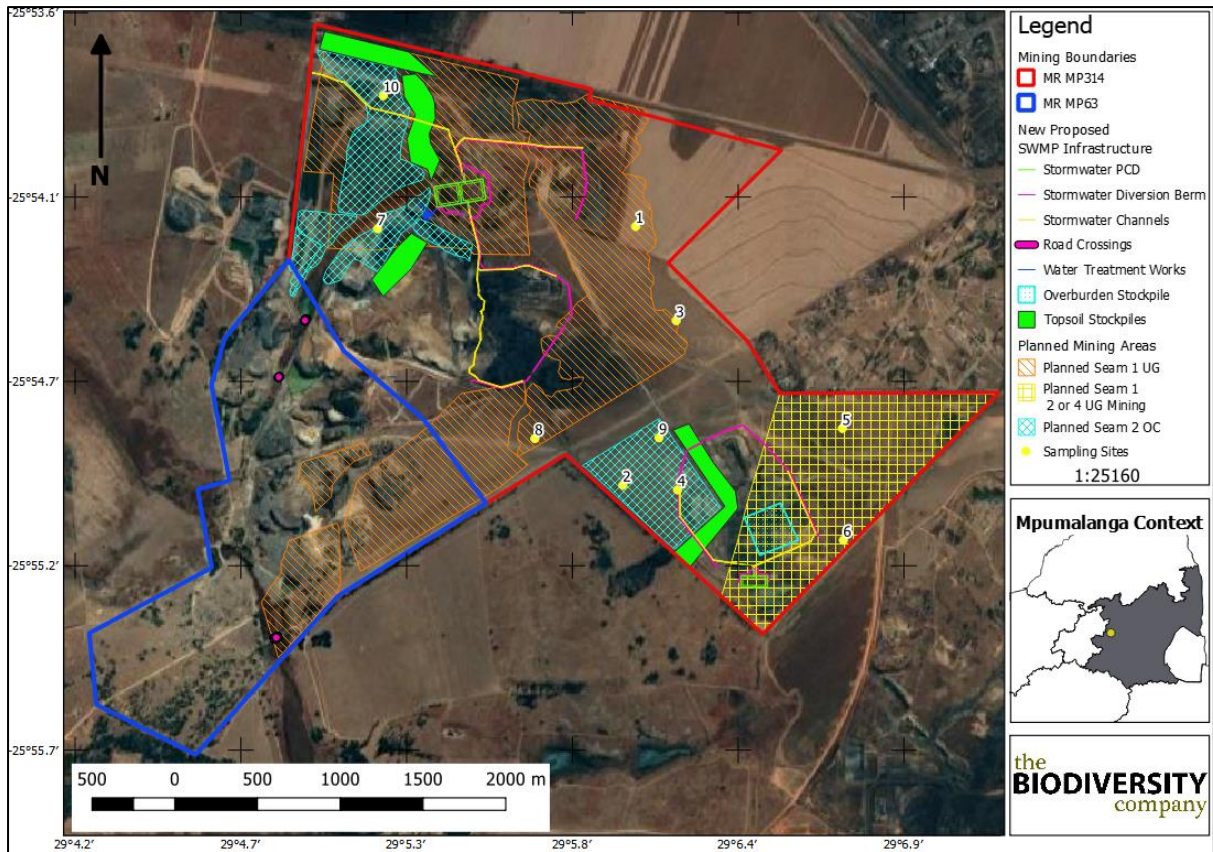 -25°53.6
-25°54.1
-25°54.7
-25°55.2
-25°55.7
29°4.2
29°4.7
29°5.3
29°5.8
29°6.4
29°6.9
N
10
7
1
3
8
9
2
4
5
6
500 0 500 1000 1500 2000 m
Legend
Mining Boundaries
MR MP314
MR MP63
New Proposed
SWMP Infrastructure
Stormwater PCD
Stormwater Diversion Berm
Stormwater Channels
Road Crossings
Water Treatment Works
Overburden Stockpile
Topsoil Stockpiles
Planned Mining Areas
Planned Seam 1 UG
Planned Seam 1
2 or 4 UG Mining
Planned Seam 2 OC
Sampling Sites
1:25160
Mpumalanga Context
the
BIODIVERSITY
company